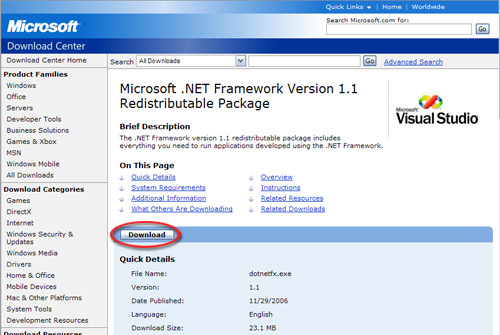 Quick Links | Home | Worldwide
Microsoft
Search Microsoft.com for:
Go
Download Center
Download Center Home
Search All Downloads Go Advanced Search
Product Families
Windows
Office
Servers
Developer Tools
Business Solutions
Games & Xbox
MSN
Windows Mobile
All Downloads
Download Categories
Games
DirectX
Internet
Windows Security & Updates
Windows Media
Drivers
Home & Office
Mobile Devices
Mac & Other Platforms
System Tools
Development Resources
Download Resources
Microsoft .NET Framework Version 1.1
Redistributable Package
Microsoft
Visual Studio
Brief Description
The .NET Framework version 1.1 redistributable package includes
everything you need to run applications developed using the .NET Framework.
On This Page
Quick Details Overview
System Requirements Instructions
Additional Information Related Resources
What Others Are Downloading Related Downloads
Download
Quick Details
File Name: dotnetfx.exe
Version: 1.1
Date Published: 11/29/2006
Language: English
Download Size: 23.1 MB